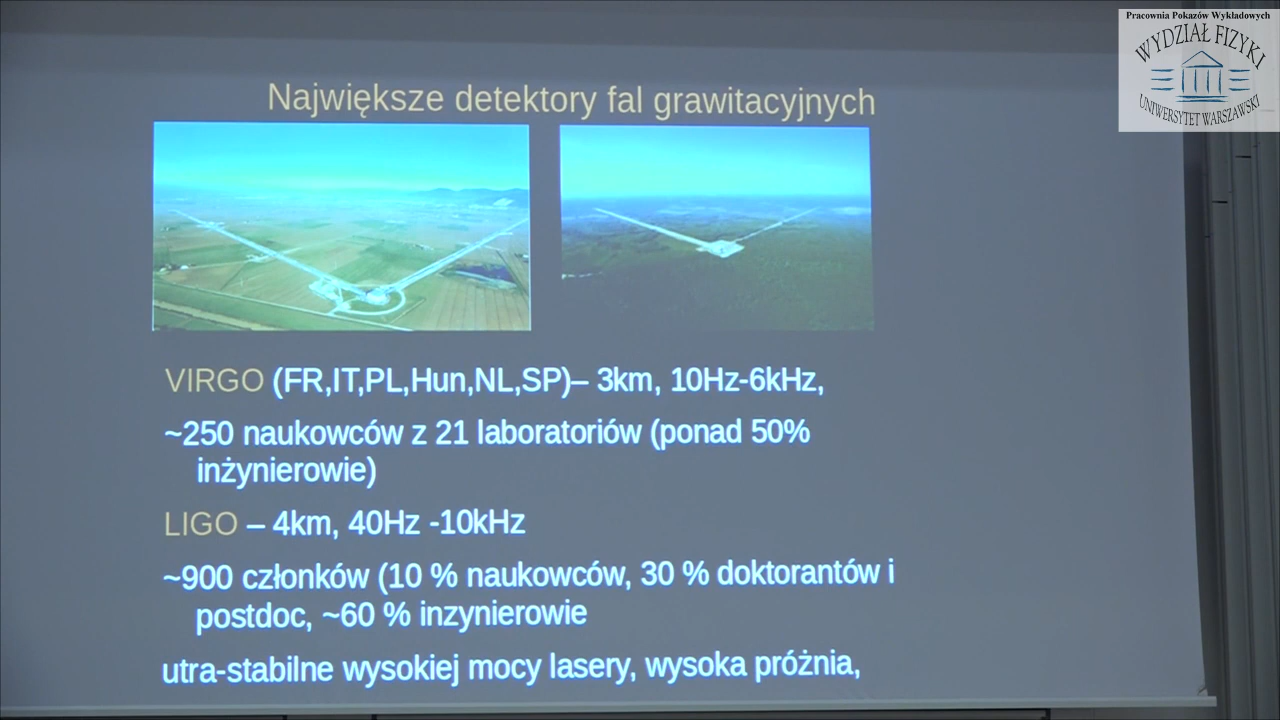 Pracownia Pokazów Wykładowych
WYDZIAŁ FIZYKI
UNIWERSYTET WARSZAWSKI
Największe detektory fal grawitacyjnych
VIRGO (FR,IT,PL,Hun,NL,SP)– 3km, 10Hz-6kHz,
~250 naukowców z 21 laboratoriów (ponad 50%
inżynierowie)
LIGO – 4km, 40Hz -10kHz
~900 członków (10 % naukowców, 30 % doktorantów i
postdoc, ~60 % inzynierowie
utra-stabilne wysokiej mocy lasery, wysoka próżnia,